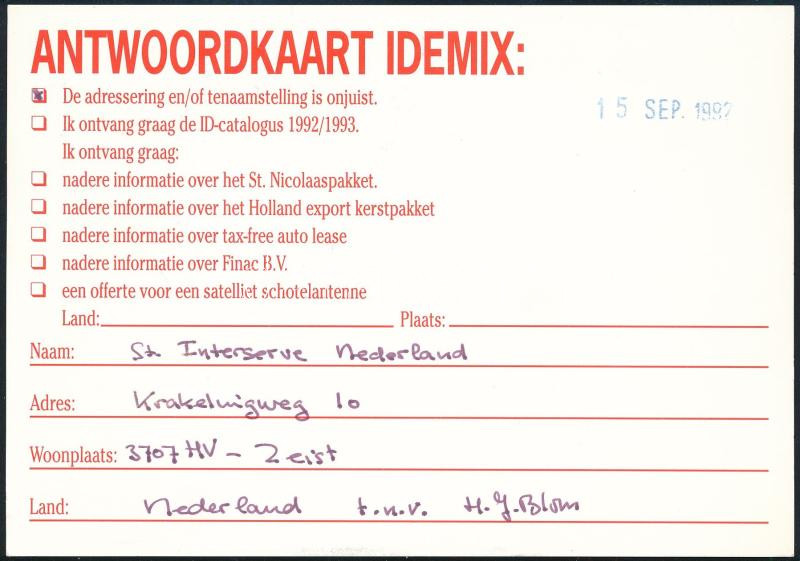 ANTWOORDKAART IDEMIX:
De adressering en/of tenaamstelling is onjuist.
15 SEP. 1992
Ik ontvang graag de ID-catalogus 1992/1993.
Ik ontvang graag:
nadere informatie over het St. Nicolaaspakket.
nadere informatie over het Holland export kerstpakket
nadere informatie over tax-free auto lease
nadere informatie over Finac B.V.
een offerte voor een satelliet schotelantenne
Land: Plaats:
Naam: St. Interserve Nederland
Adres: 10
Woonplaats: 3707 HV - Zeist
Land: Nederland t.n.v. H.J. Blom